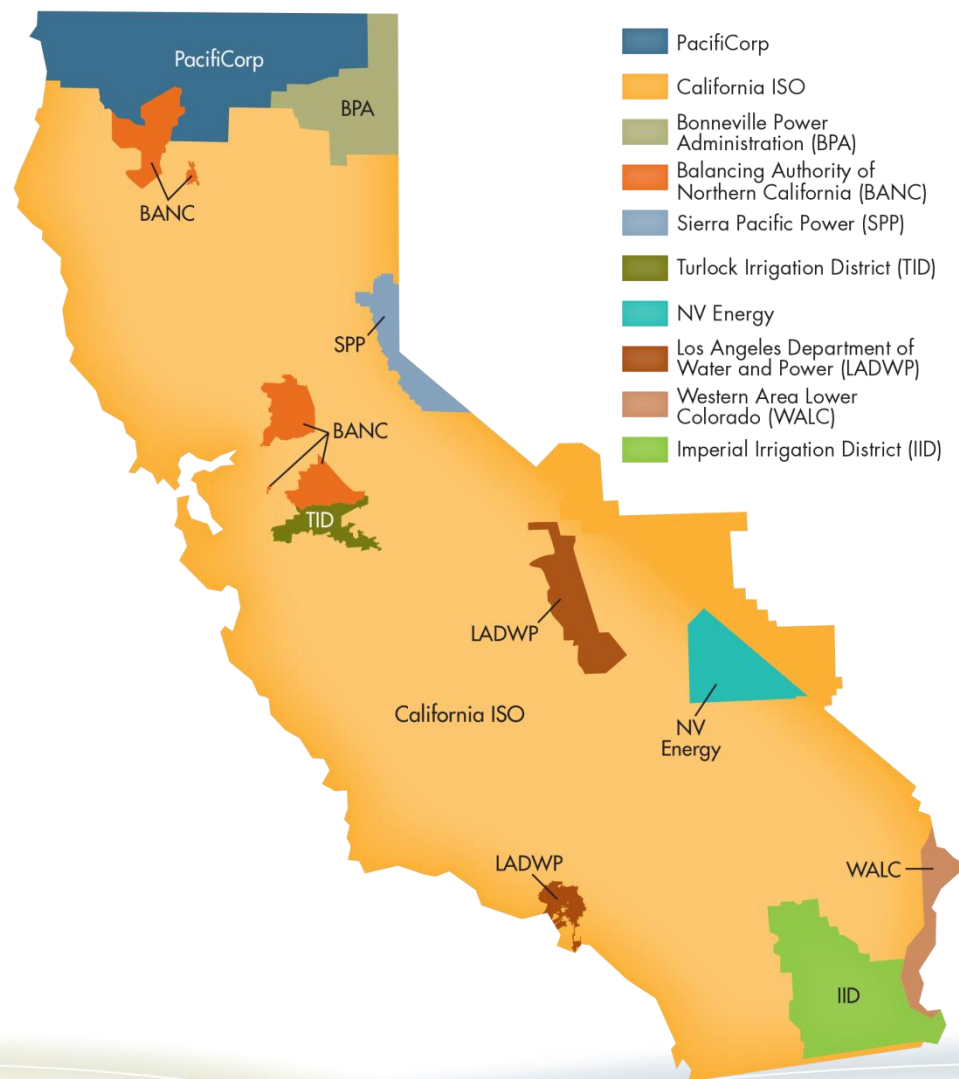 PacifiCorp
BPA
BANC
SPP
BANC
TID
LADWP
California ISO
NV
Energy
LADWP
WALC
IID
PacifiCorp
California ISO
Bonneville Power
Administration (BPA)
Balancing Authority of
Northern California (BANC)
Sierra Pacific Power (SPP)
Turlock Irrigation District (TID)
NV Energy
Los Angeles Department of
Water and Power (LADWP)
Western Area Lower
Colorado (WALC)
Imperial Irrigation District (IID)